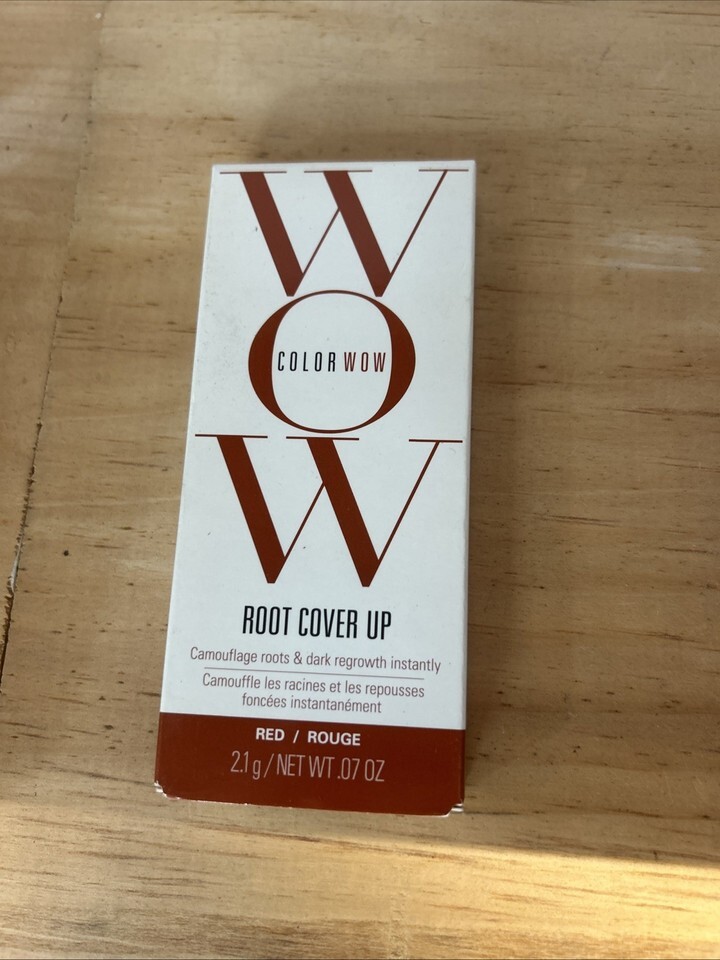 W
O
COLOR WOW
W
ROOT COVER UP
Camouflage roots & dark regrowth instantly
Camouffle les racines et les repousses
foncées instantanément
RED / ROUGE
2.1 g / NET WT .07 OZ